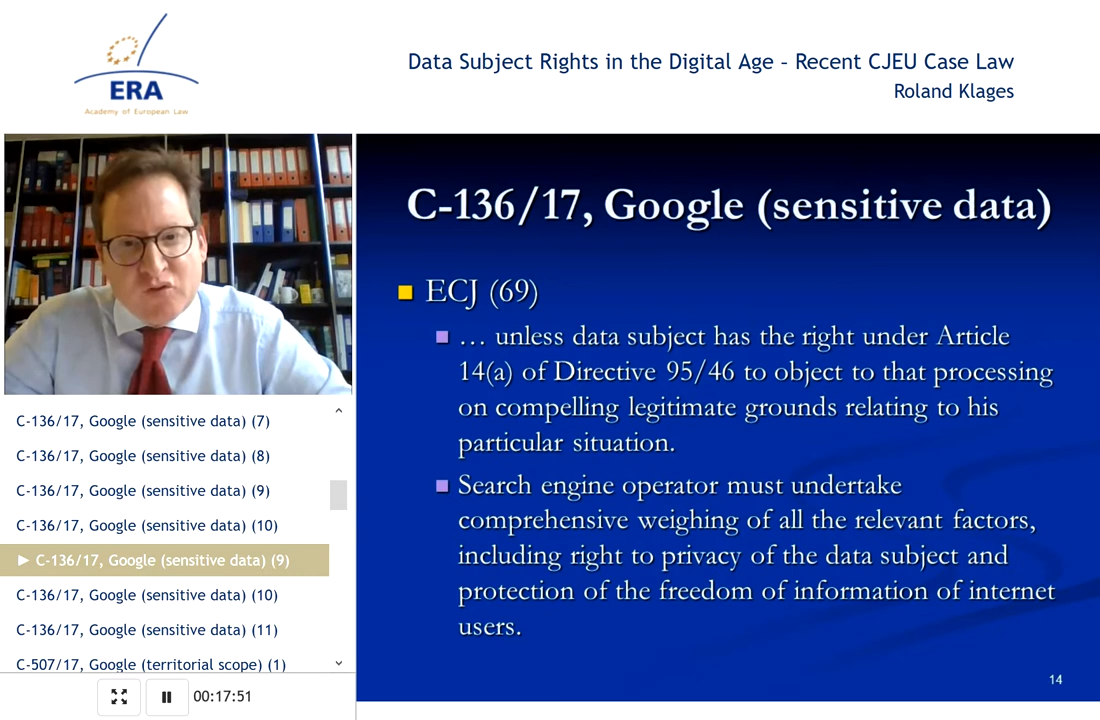 ERA
Academy of European Law
Data Subject Rights in the Digital Age - Recent CJEU Case Law
Roland Klages
C-136/17, Google (sensitive data) (7)
C-136/17, Google (sensitive data) (8)
C-136/17, Google (sensitive data) (9)
C-136/17, Google (sensitive data) (10)
C-136/17, Google (sensitive data) (9)
C-136/17, Google (sensitive data) (10)
C-136/17, Google (sensitive data) (11)
C-507/17, Google (territorial scope) (1)
00:17:51
C-136/17, Google (sensitive data)
ECJ (69)
… unless data subject has the right under Article
14(a) of Directive 95/46 to object to that processing
on compelling legitimate grounds relating to his
particular situation.
Search engine operator must undertake
comprehensive weighing of all the relevant factors,
including right to privacy of the data subject and
protection of the freedom of information of internet
users.
14